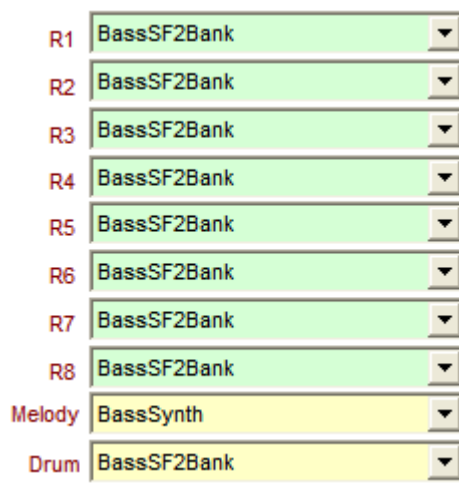 R1 BassSF2Bank
R2 BassSF2Bank
R3 BassSF2Bank
R4 BassSF2Bank
R5 BassSF2Bank
R6 BassSF2Bank
R7 BassSF2Bank
R8 BassSF2Bank
Melody BassSynth
Drum BassSF2Bank